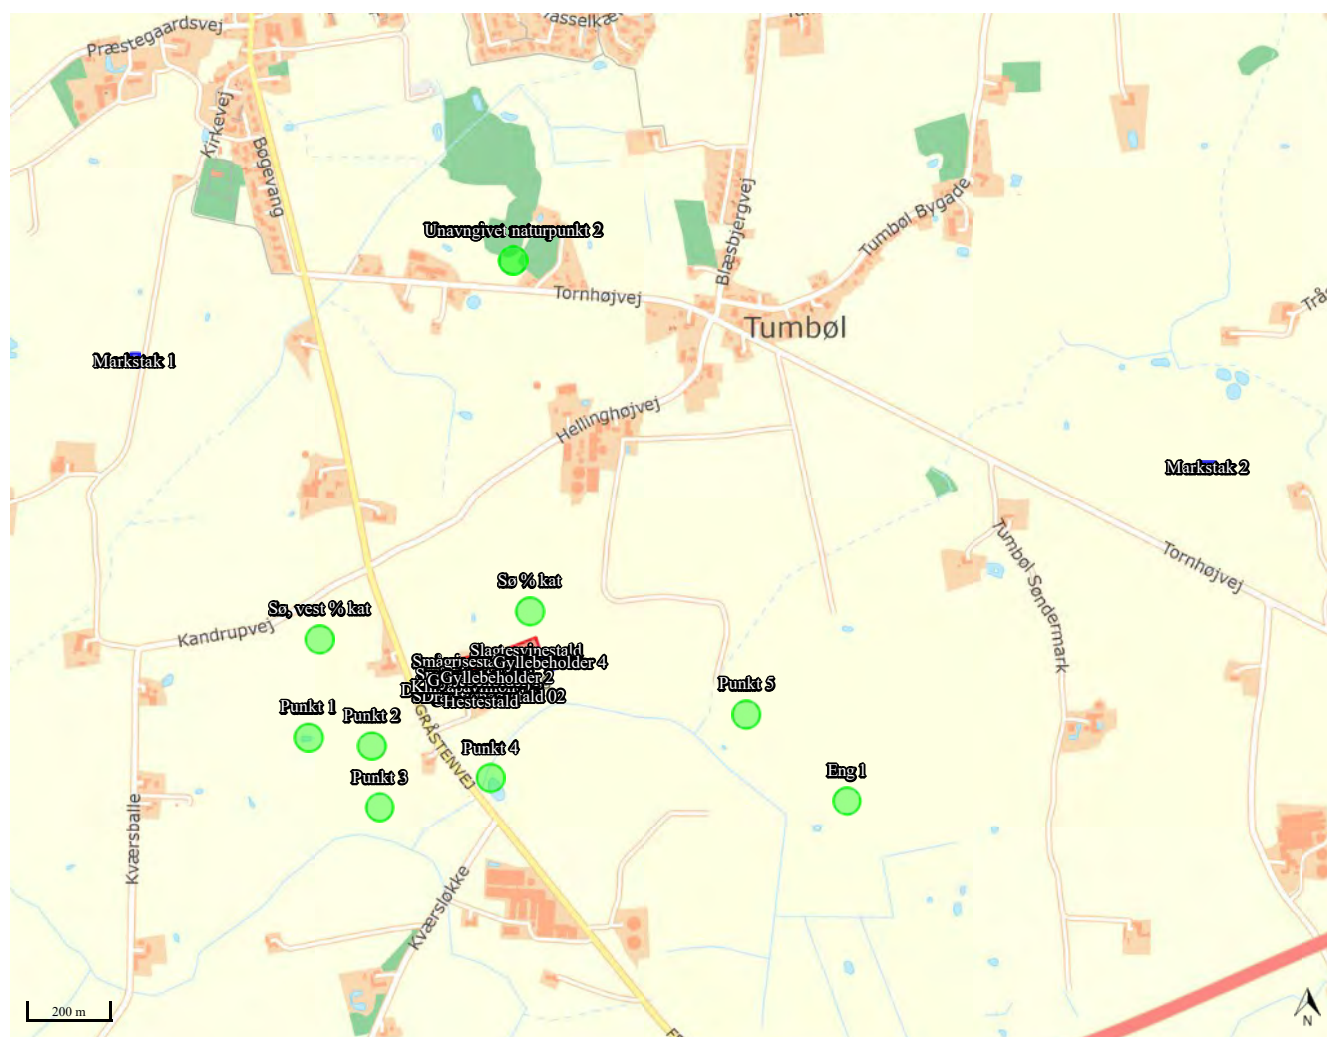 Præstegaardsvej
Kirkevej
Bøgevang
Unavngivet naturpunkt 2
Blæsbjergvej
Tumbøl Bygade
Tornhøjvej
Tumbøl
Markstak 1
Hellinghøjvej
Markstak 2
Tornhøjvej
Tumbøl Søndermark
Sø % kat
Sø, vest % kat
Kandrupvej
Slagtesvinestald
Gyllebeholder 4
Gyllebeholder 2
Hestestald
GRÅSTENVEJ
Punkt 5
Punkt 1
Punkt 2
Punkt 4
Punkt 3
Eng 1
Kværsballe
Kværsløkke
200 m
N